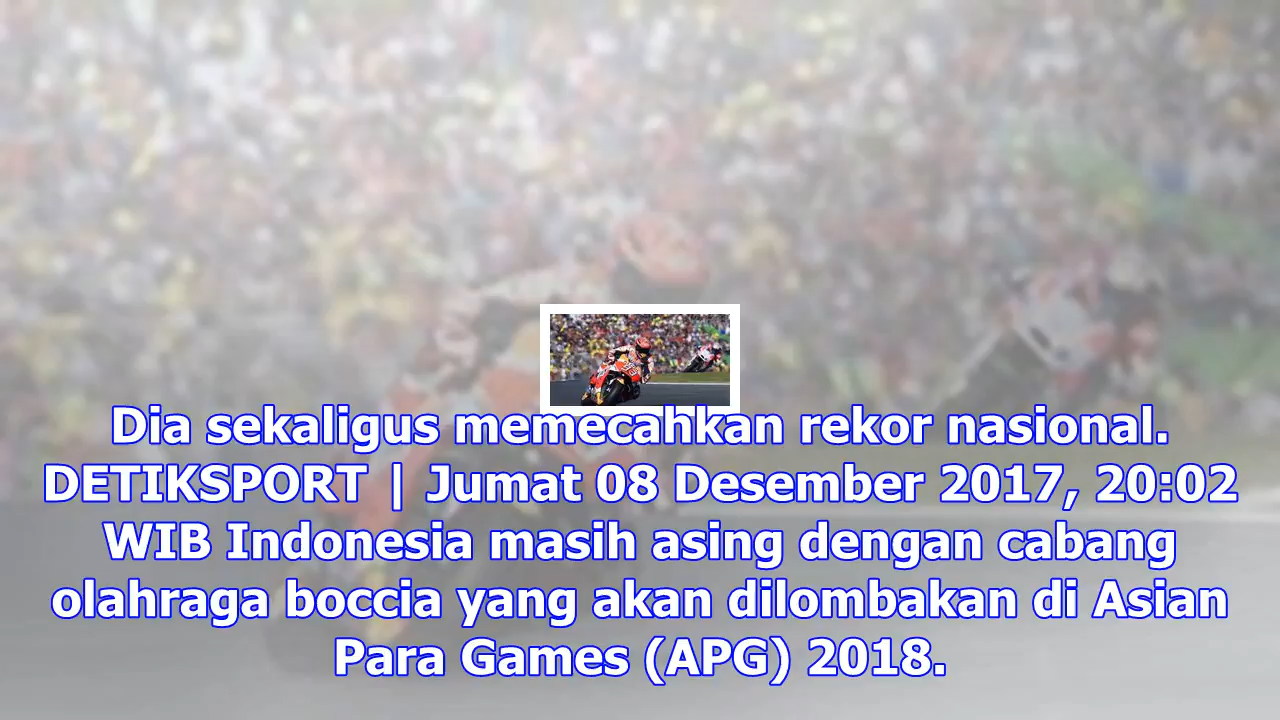 Dia sekaligus memecahkan rekor nasional.
DETIKSPORT | Jumat 08 Desember 2017, 20:02
WIB Indonesia masih asing dengan cabang
olahraga boccia yang akan dilombakan di Asian
Para Games (APG) 2018.